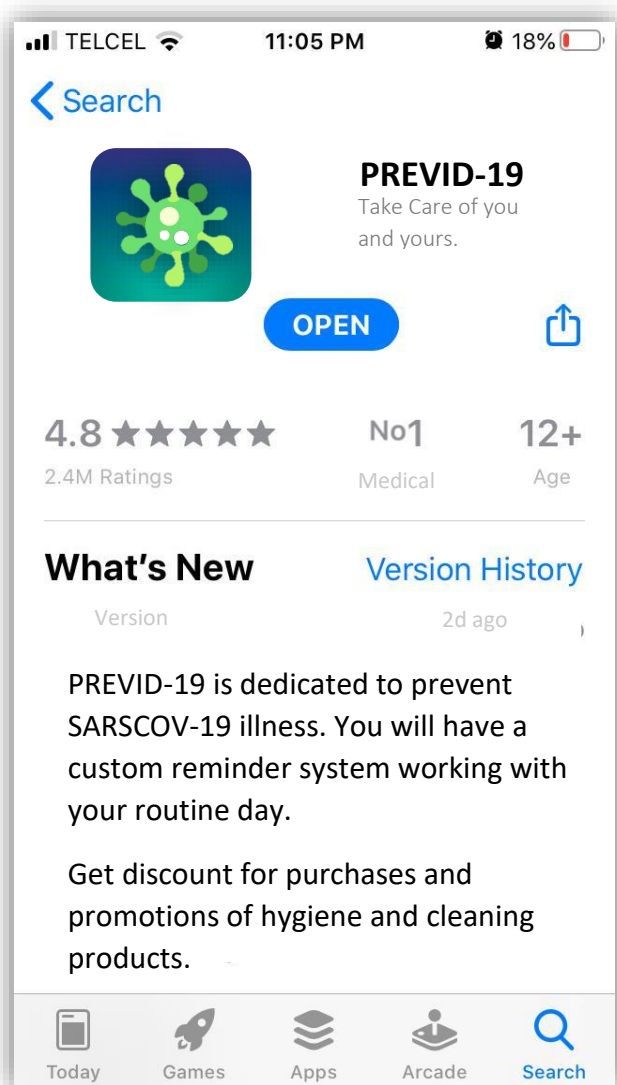 TELCEL 11:05 PM 18%
Search
PREVID-19
Take Care of you
and yours.
OPEN
4.8 No1 12+
2.4M Ratings Medical Age
What's New Version History
Version 2d ago
PREVID-19 is dedicated to prevent
SARSCOV-19 illness. You will have a
custom reminder system working with
your routine day.
Get discount for purchases and
promotions of hygiene and cleaning
products.
Today Games Apps Arcade Search